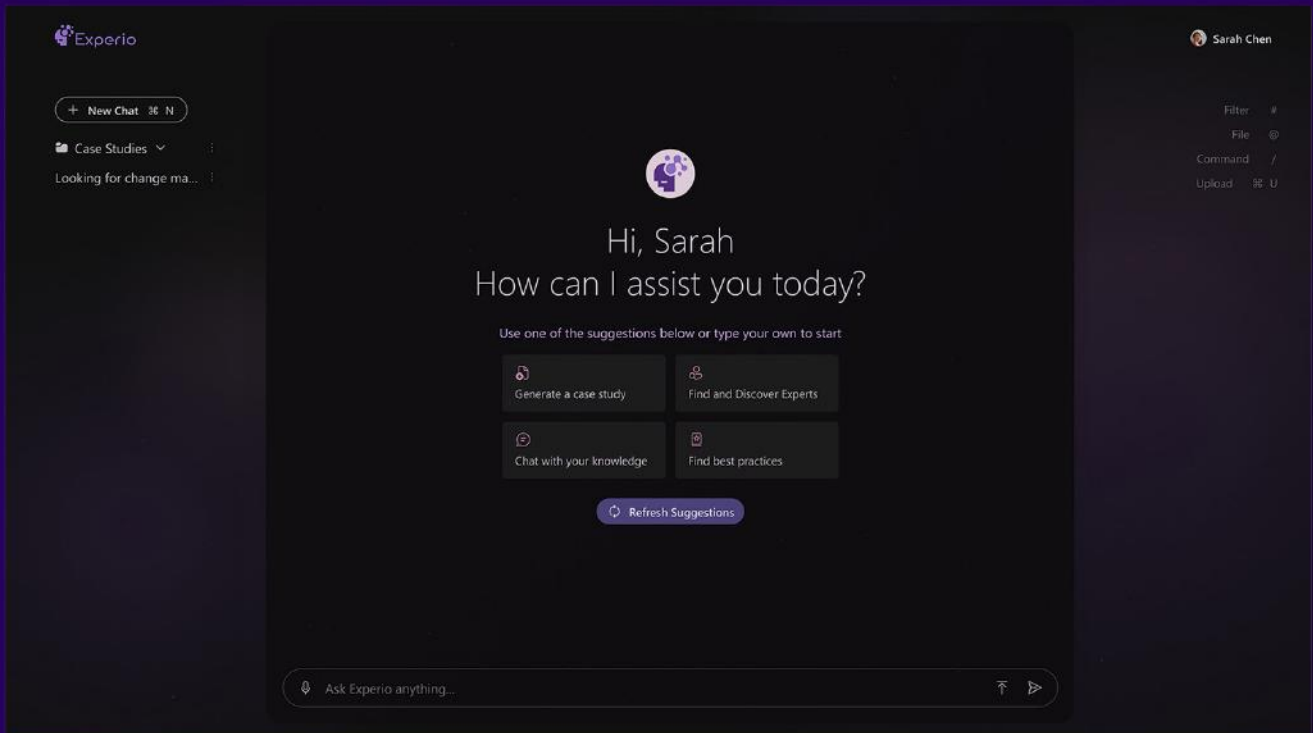 Experio
Sarah Chen
+ New Chat ⌘ N
Case Studies
Looking for change ma...
Filter #
File @
Command /
Upload ⌘ U
Hi, Sarah
How can I assist you today?
Use one of the suggestions below or type your own to start
Generate a case study
Find and Discover Experts
Chat with your knowledge
Find best practices
Refresh Suggestions
Ask Experio anything...